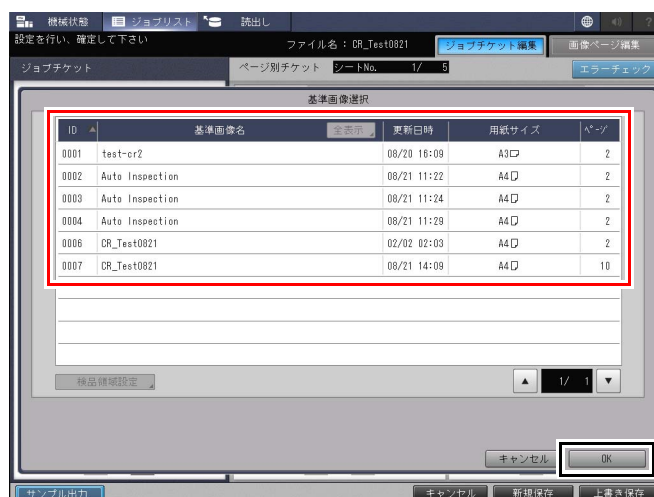 機械状態 ジョブリスト 読出し
設定を行い、確定して下さい
ファイル名：CR_Test0821 ジョブチケット編集 画像ページ編集
ジョブチケット ページ別チケット シートNo. 1/ 5 エラーチェック
基準画像選択
ID 基準画像名 全表示 更新日時 用紙サイズ ﾍﾟｰｼﾞ
0001 test-cr2 08/20 16:09 A3 2
0002 Auto Inspection 08/21 11:22 A4 2
0003 Auto Inspection 08/21 11:24 A4 2
0004 Auto Inspection 08/21 11:29 A4 2
0006 CR_Test0821 02/02 02:03 A4 2
0007 CR_Test0821 08/21 14:09 A4 10
検品領域設定 1/ 1
キャンセル OK
サンプル出力 キャンセル 新規保存 上書き保存